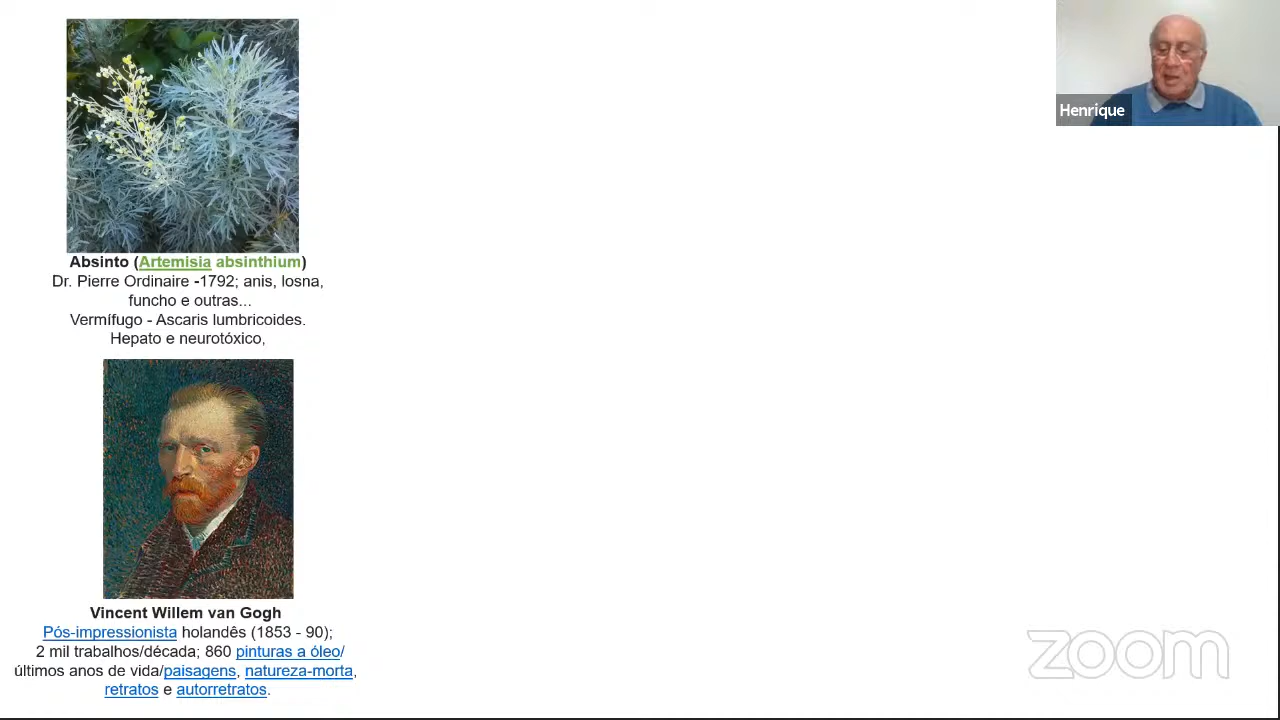 Henrique
Absinto (Artemisia absinthium)
Dr. Pierre Ordinaire -1792; anis, losna,
funcho e outras...
Vermífugo - Ascaris lumbricoides.
Hepato e neurotóxico,
Vincent Willem van Gogh
Pós-impressionista holandês (1853 - 90);
2 mil trabalhos/década; 860 pinturas a óleo/
últimos anos de vida/paisagens, natureza-morta,
retratos e autorretratos.
zoom